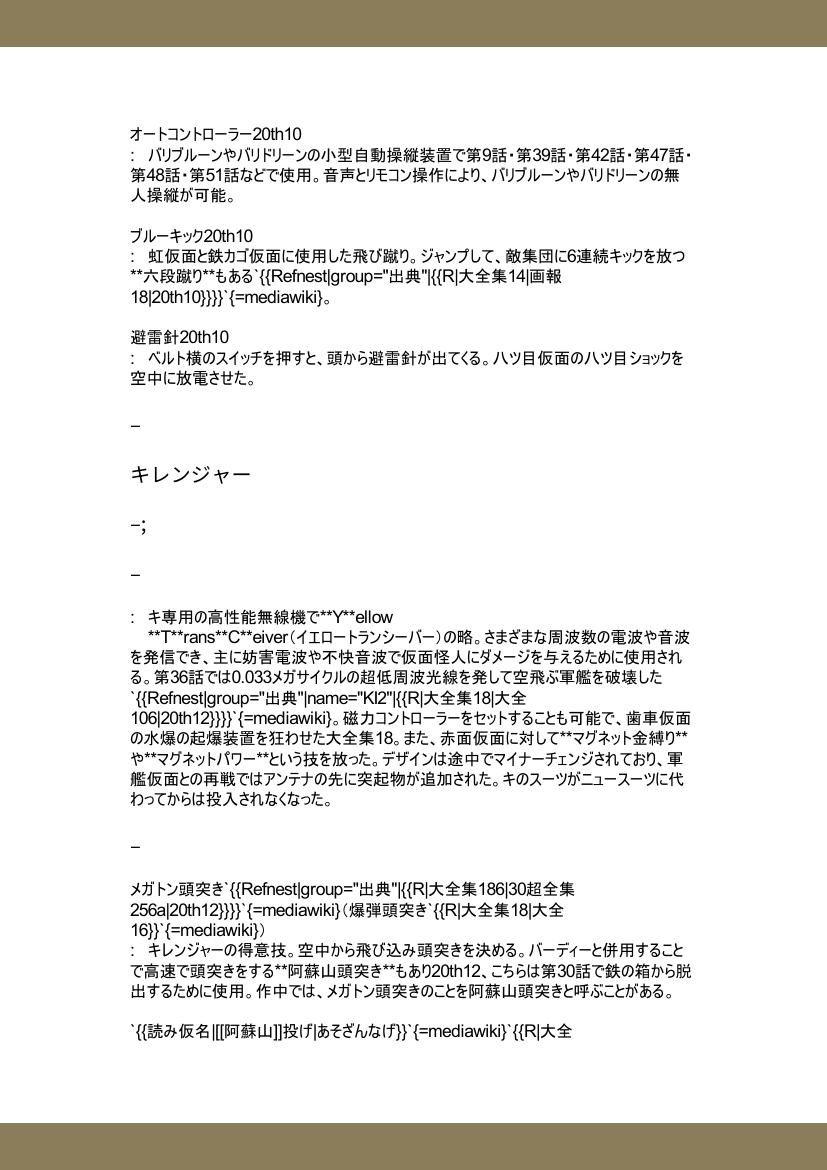 オートコントローラー20th10
:　バリブルーンやバリドリーンの小型自動操縦装置で第9話・第39話・第42話・第47話・
第48話・第51話などで使用。音声とリモコン操作により、バリブルーンやバリドリーンの無
人操縦が可能。
ブルーキック20th10
:　虹仮面と鉄カゴ仮面に使用した飛び蹴り。ジャンプして、敵集団に6連続キックを放つ
**六段蹴り**もある`{{Refnest|group="出典"|{{R|大全集14|画報
18|20th10}}}}`{=mediawiki}。
避雷針20th10
:　ベルト横のスイッチを押すと、頭から避雷針が出てくる。八ツ目仮面の八ツ目ショックを
空中に放電させた。
–
キレンジャー
–;
–
:　キ専用の高性能無線機で**Y**ellow
**T**rans**C**eiver（イエロートランシーバー）の略。さまざまな周波数の電波や音波
を発信でき、主に妨害電波や不快音波で仮面怪人にダメージを与えるために使用され
る。第36話では0.033メガサイクルの超低周波光線を発して空飛ぶ軍艦を破壊した
`{{Refnest|group="出典"|name="KI2"|{{R|大全集18|大全
106|20th12}}}}`{=mediawiki}。磁力コントローラーをセットすることも可能で、歯車仮面
の水爆の起爆装置を狂わせた大全集18。また、赤面仮面に対して**マグネット金縛り**
や**マグネットパワー**という技を放った。デザインは途中でマイナーチェンジされており、軍
艦仮面との再戦ではアンテナの先に突起物が追加された。キのスーツがニュースーツに代
わってからは投入されなくなった。
–
メガトン頭突き`{{Refnest|group="出典"|{{R|大全集186|30超全集
256a|20th12}}}}`{=mediawiki}（爆弾頭突き`{{R|大全集18|大全
16}}`{=mediawiki}）
:　キレンジャーの得意技。空中から飛び込み頭突きを決める。バーディーと併用すること
で高速で頭突きをする**阿蘇山頭突き**もあり20th12、こちらは第30話で鉄の箱から脱
出するために使用。作中では、メガトン頭突きのことを阿蘇山頭突きと呼ぶことがある。
`{{読み仮名|[[阿蘇山]]投げ|あそざんなげ}}`{=mediawiki}`{{R|大全